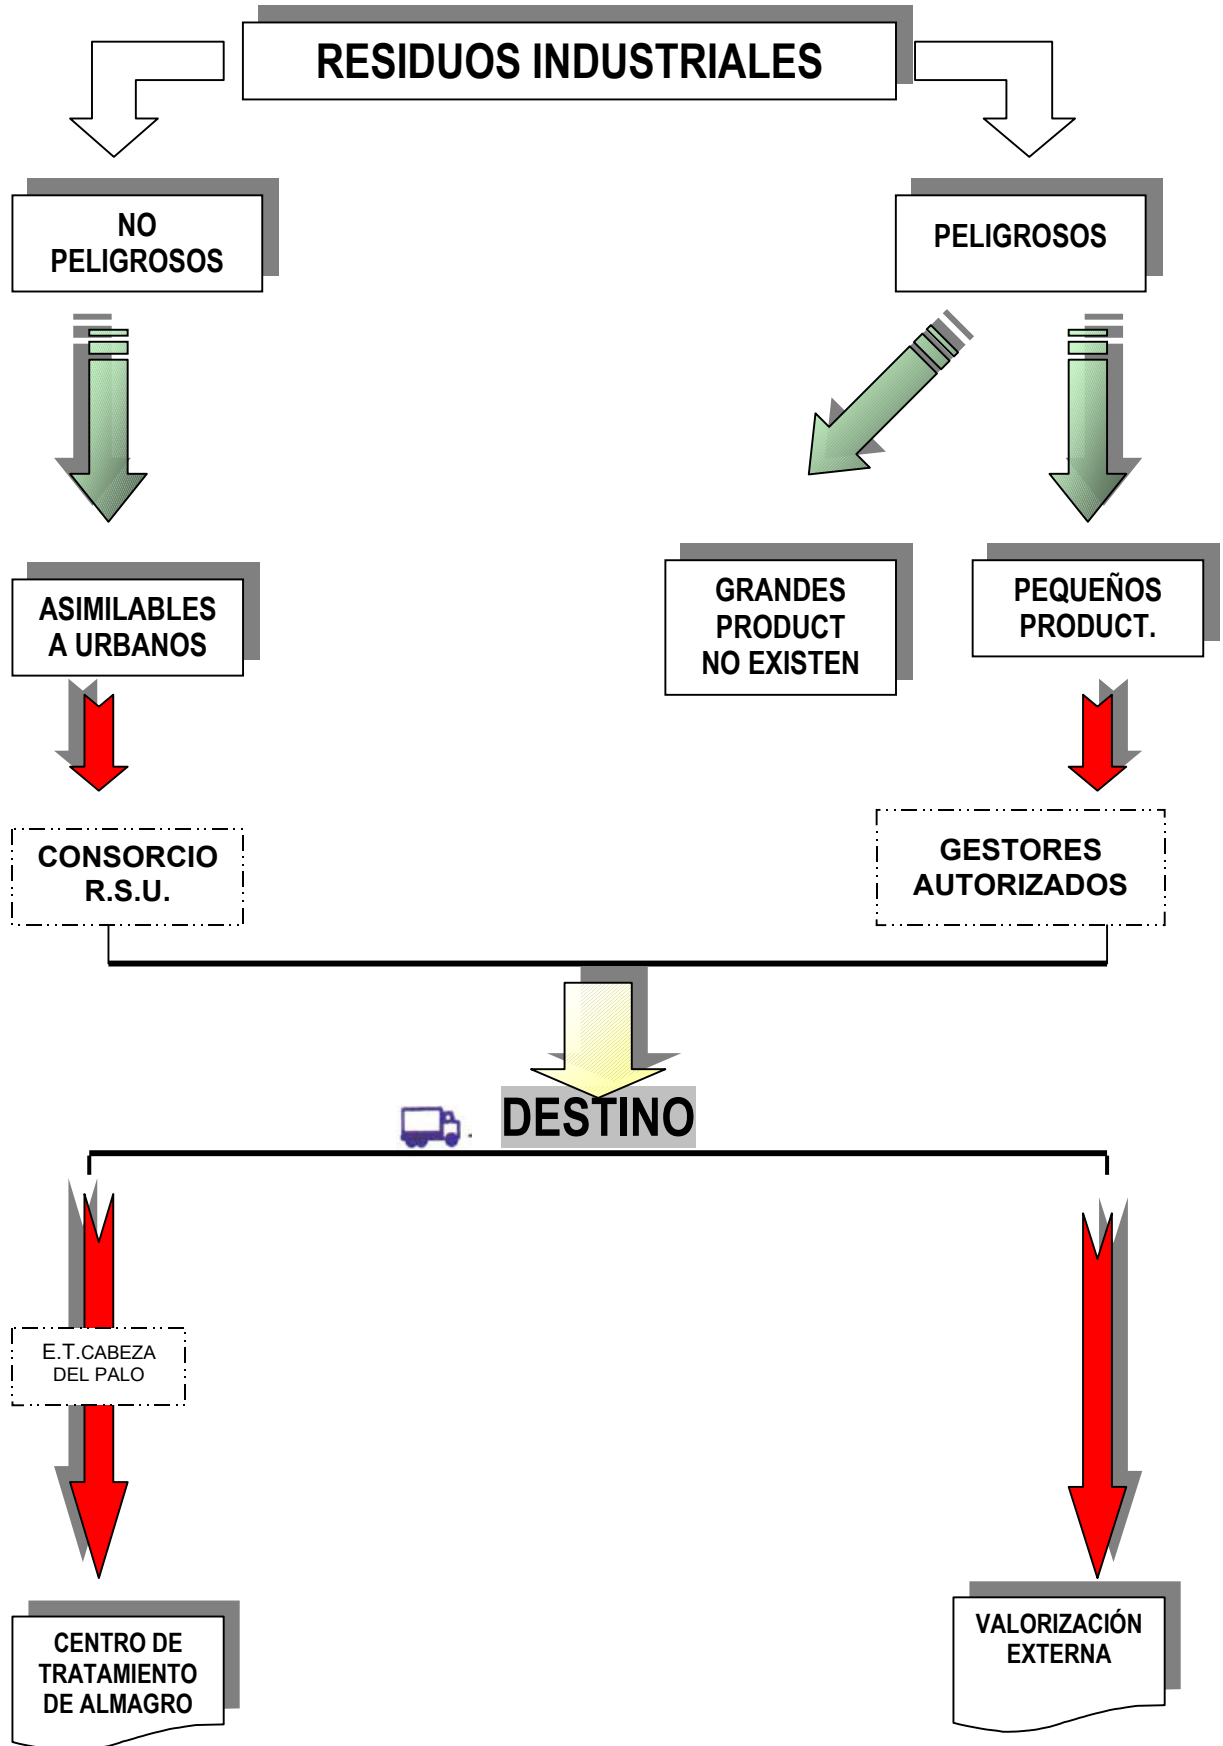 RESIDUOS INDUSTRIALES
NO
PELIGROSOS
PELIGROSOS
ASIMILABLES
A URBANOS
GRANDES
PRODUCT
NO EXISTEN
PEQUEÑOS
PRODUCT.
CONSORCIO
R.S.U.
GESTORES
AUTORIZADOS
DESTINO
E.T.CABEZA
DEL PALO
CENTRO DE
TRATAMIENTO
DE ALMAGRO
VALORIZACIÓN
EXTERNA